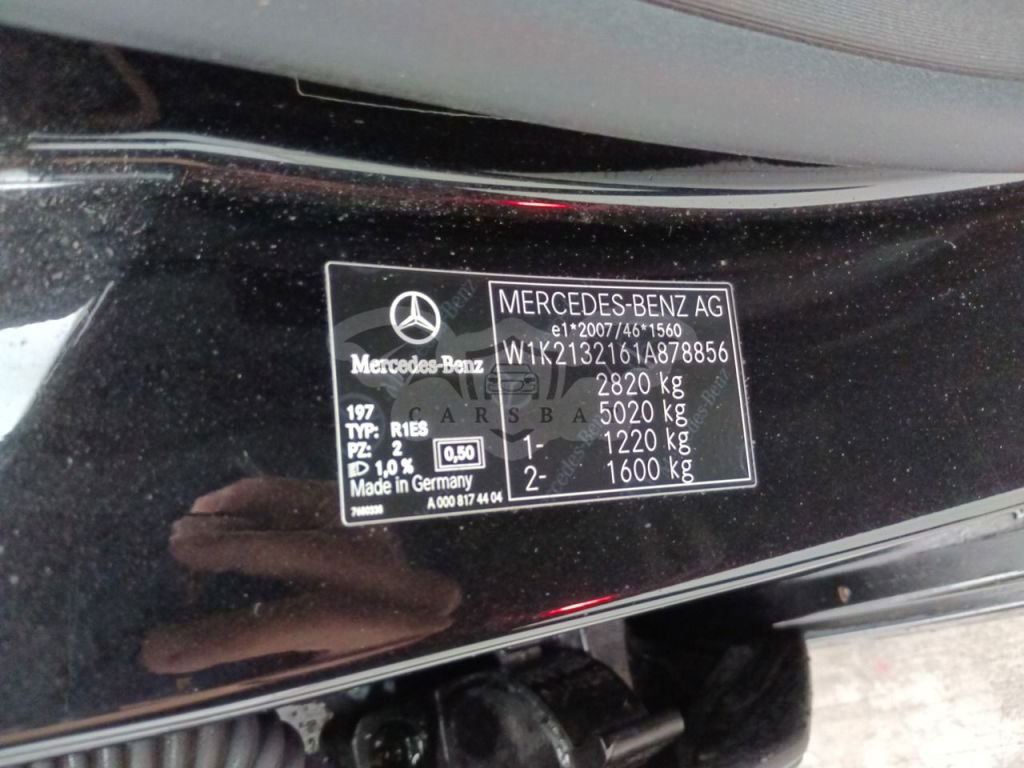 Mercedes-Benz
197
TYP: R1ES
PZ: 2
1,0 %
0,50
Made in Germany
A 000 817 44 04
7680338
MERCEDES-BENZ AG
e1*2007/46*1560
W1K2132161A878856
2820 kg
5020 kg
1- 1220 kg
2- 1600 kg
CARSBA